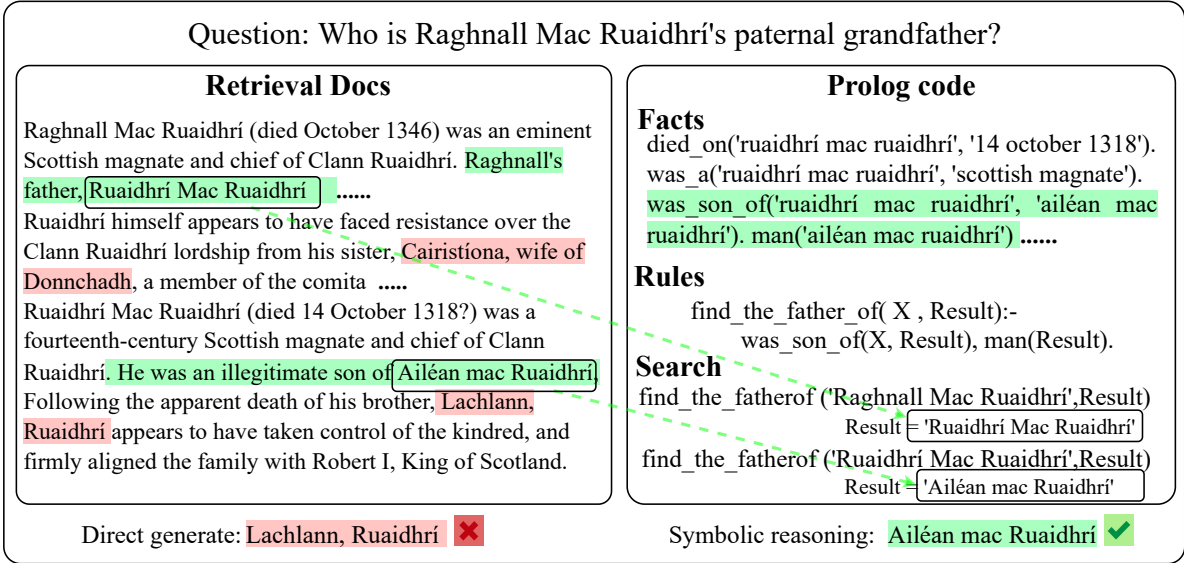 Question: Who is Raghnall Mac Ruaidhrí's paternal grandfather?
Retrieval Docs
Raghnall Mac Ruaidhrí (died October 1346) was an eminent
Scottish magnate and chief of Clann Ruaidhrí. Raghnall's
father, Ruaidhrí Mac Ruaidhrí ......
Ruaidhrí himself appears to have faced resistance over the
Clann Ruaidhrí lordship from his sister, Cairistíona, wife of
Donnchadh, a member of the comita .....
Ruaidhrí Mac Ruaidhrí (died 14 October 1318?) was a
fourteenth-century Scottish magnate and chief of Clann
Ruaidhrí. He was an illegitimate son of Ailéan mac Ruaidhrí,
Following the apparent death of his brother, Lachlann,
Ruaidhrí appears to have taken control of the kindred, and
firmly aligned the family with Robert I, King of Scotland.
Direct generate: Lachlann, Ruaidhrí
Prolog code
Facts
died_on('ruaidhrí mac ruaidhrí', '14 october 1318').
was_a('ruaidhrí mac ruaidhrí', 'scottish magnate').
was_son_of('ruaidhrí mac ruaidhrí', 'ailéan mac
ruaidhrí'). man('ailéan mac ruaidhrí') ......
Rules
find_the_father_of( X , Result):-
was_son_of(X, Result), man(Result).
Search
find_the_fatherof ('Raghnall Mac Ruaidhrí',Result)
Result = 'Ruaidhrí Mac Ruaidhrí'
find_the_fatherof ('Ruaidhrí Mac Ruaidhrí',Result)
Result = 'Ailéan mac Ruaidhrí'
Symbolic reasoning: Ailéan mac Ruaidhrí